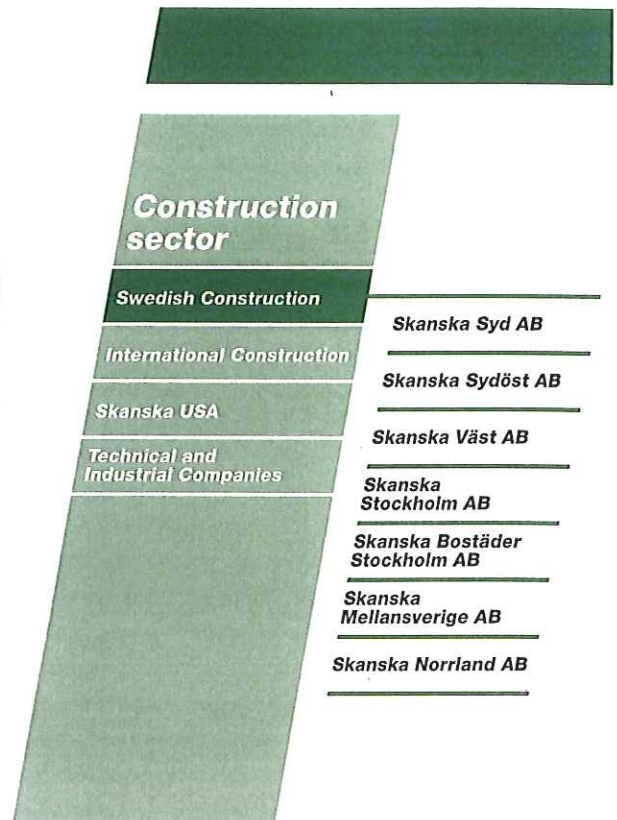 Construction
sector
Swedish Construction
International Construction
Skanska USA
Technical and
Industrial Companies
Skanska Syd AB
Skanska Sydöst AB
Skanska Väst AB
Skanska
Stockholm AB
Skanska Bostäder
Stockholm AB
Skanska
Mellansverige AB
Skanska Norrland AB